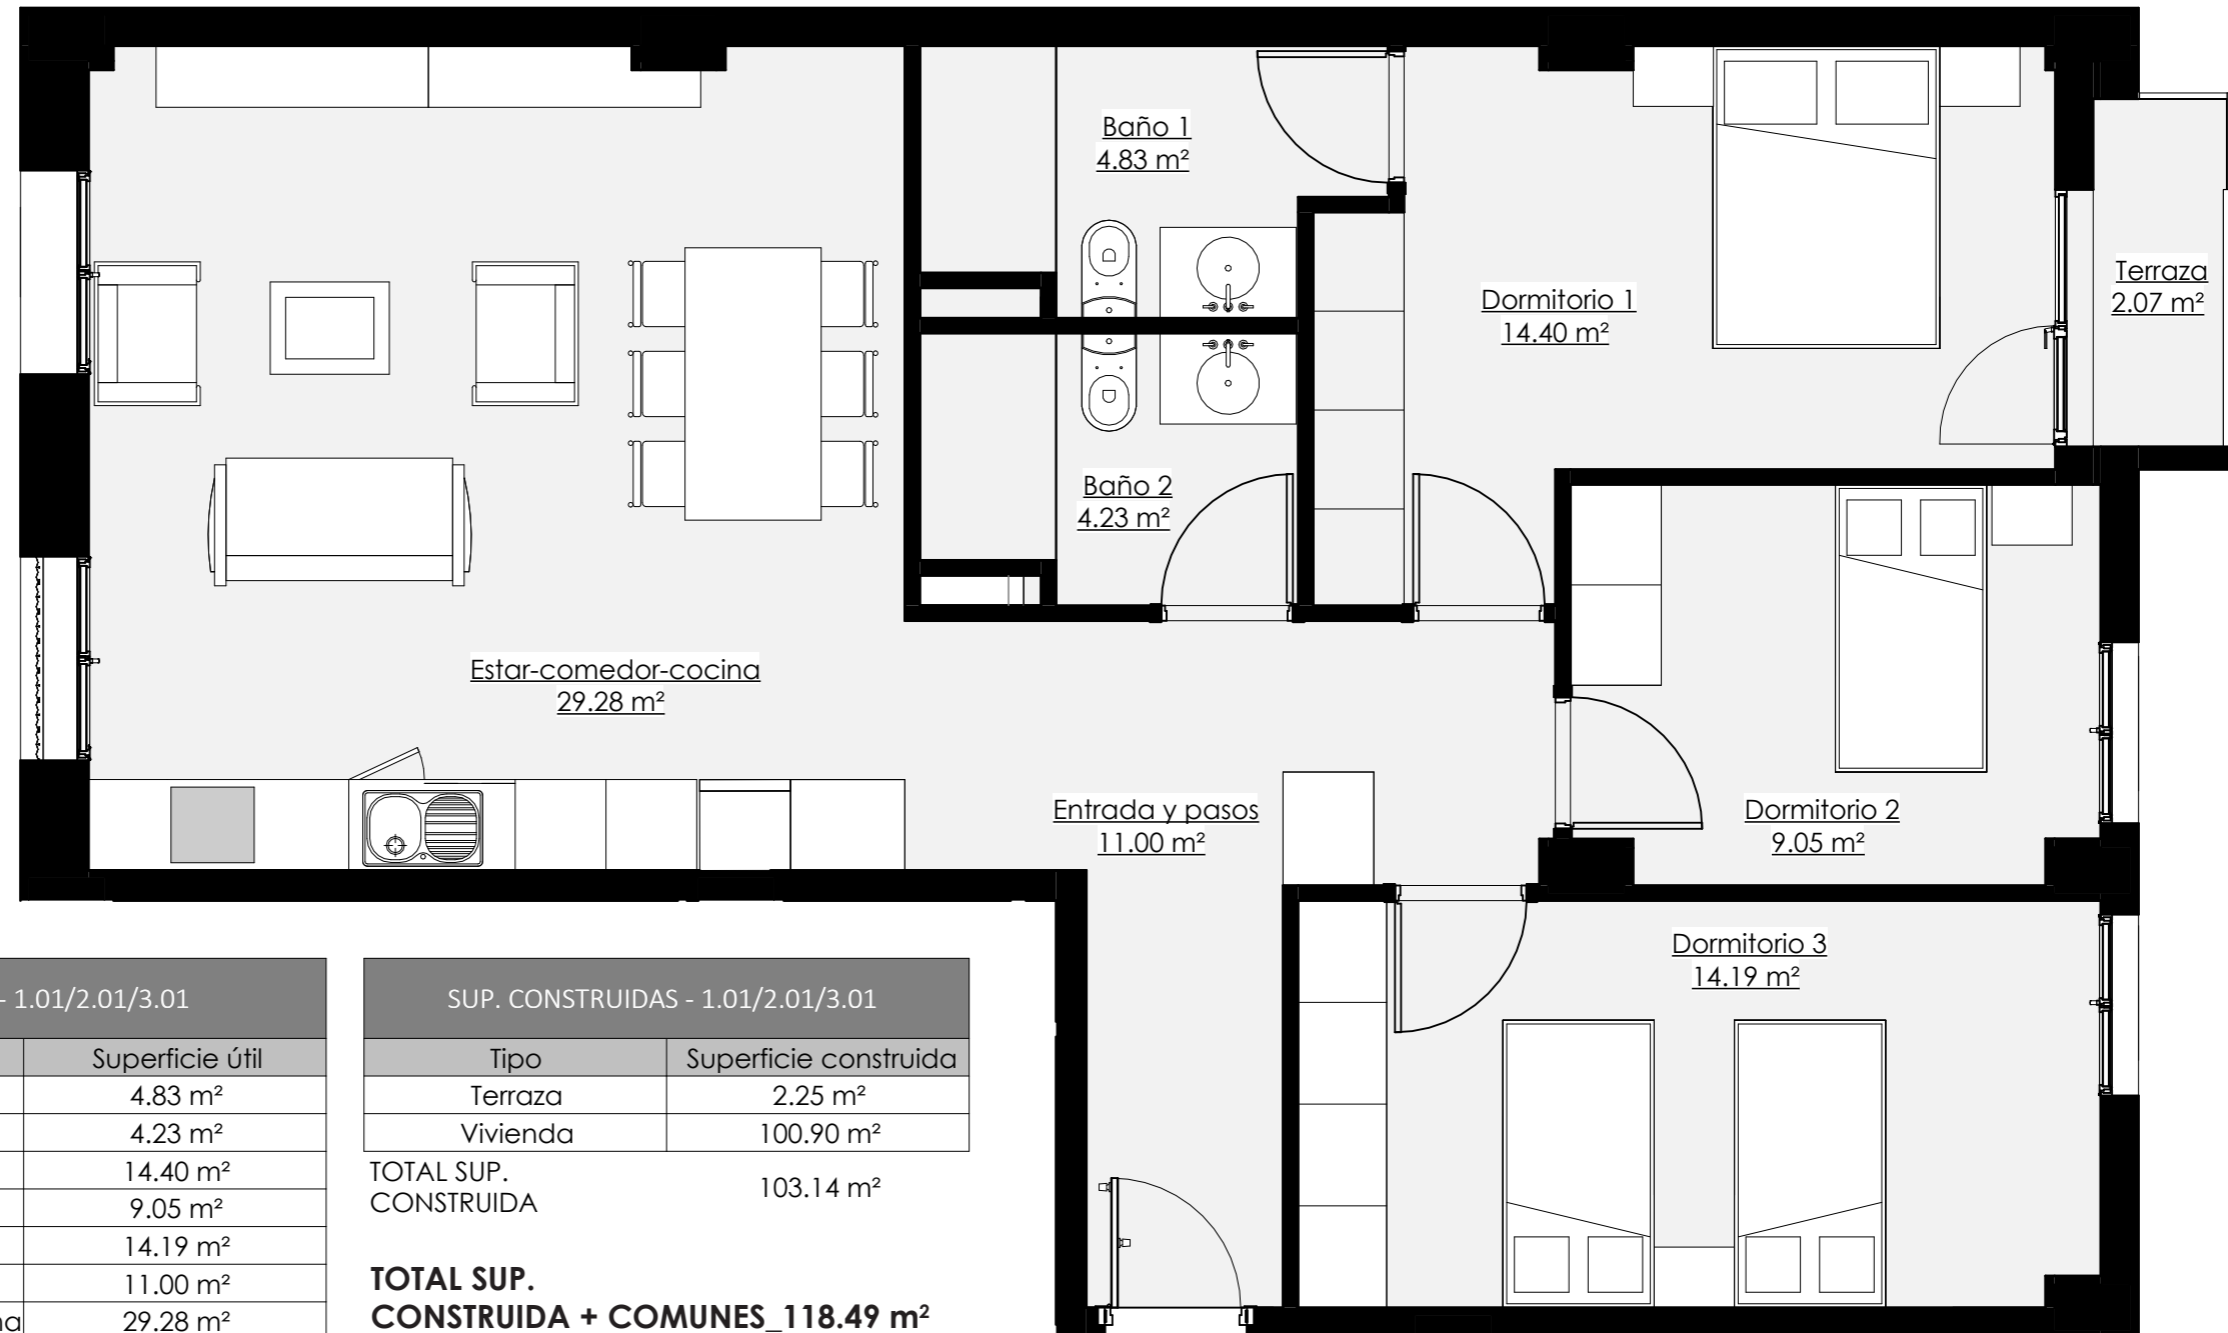 Baño 1
4.83 m²
Terraza
2.07 m²
Dormitorio 1
14.40 m²
Baño 2
4.23 m²
Estar-comedor-cocina
29.28 m²
Entrada y pasos
11.00 m²
Dormitorio 2
9.05 m²
Dormitorio 3
14.19 m²
- 1.01/2.01/3.01
Superficie útil
4.83 m²
4.23 m²
14.40 m²
9.05 m²
14.19 m²
11.00 m²
na 29.28 m²
SUP. CONSTRUIDAS - 1.01/2.01/3.01
Tipo Superficie construida
Terraza 2.25 m²
Vivienda 100.90 m²
TOTAL SUP.
CONSTRUIDA 103.14 m²
TOTAL SUP.
CONSTRUIDA + COMUNES_118.49 m²